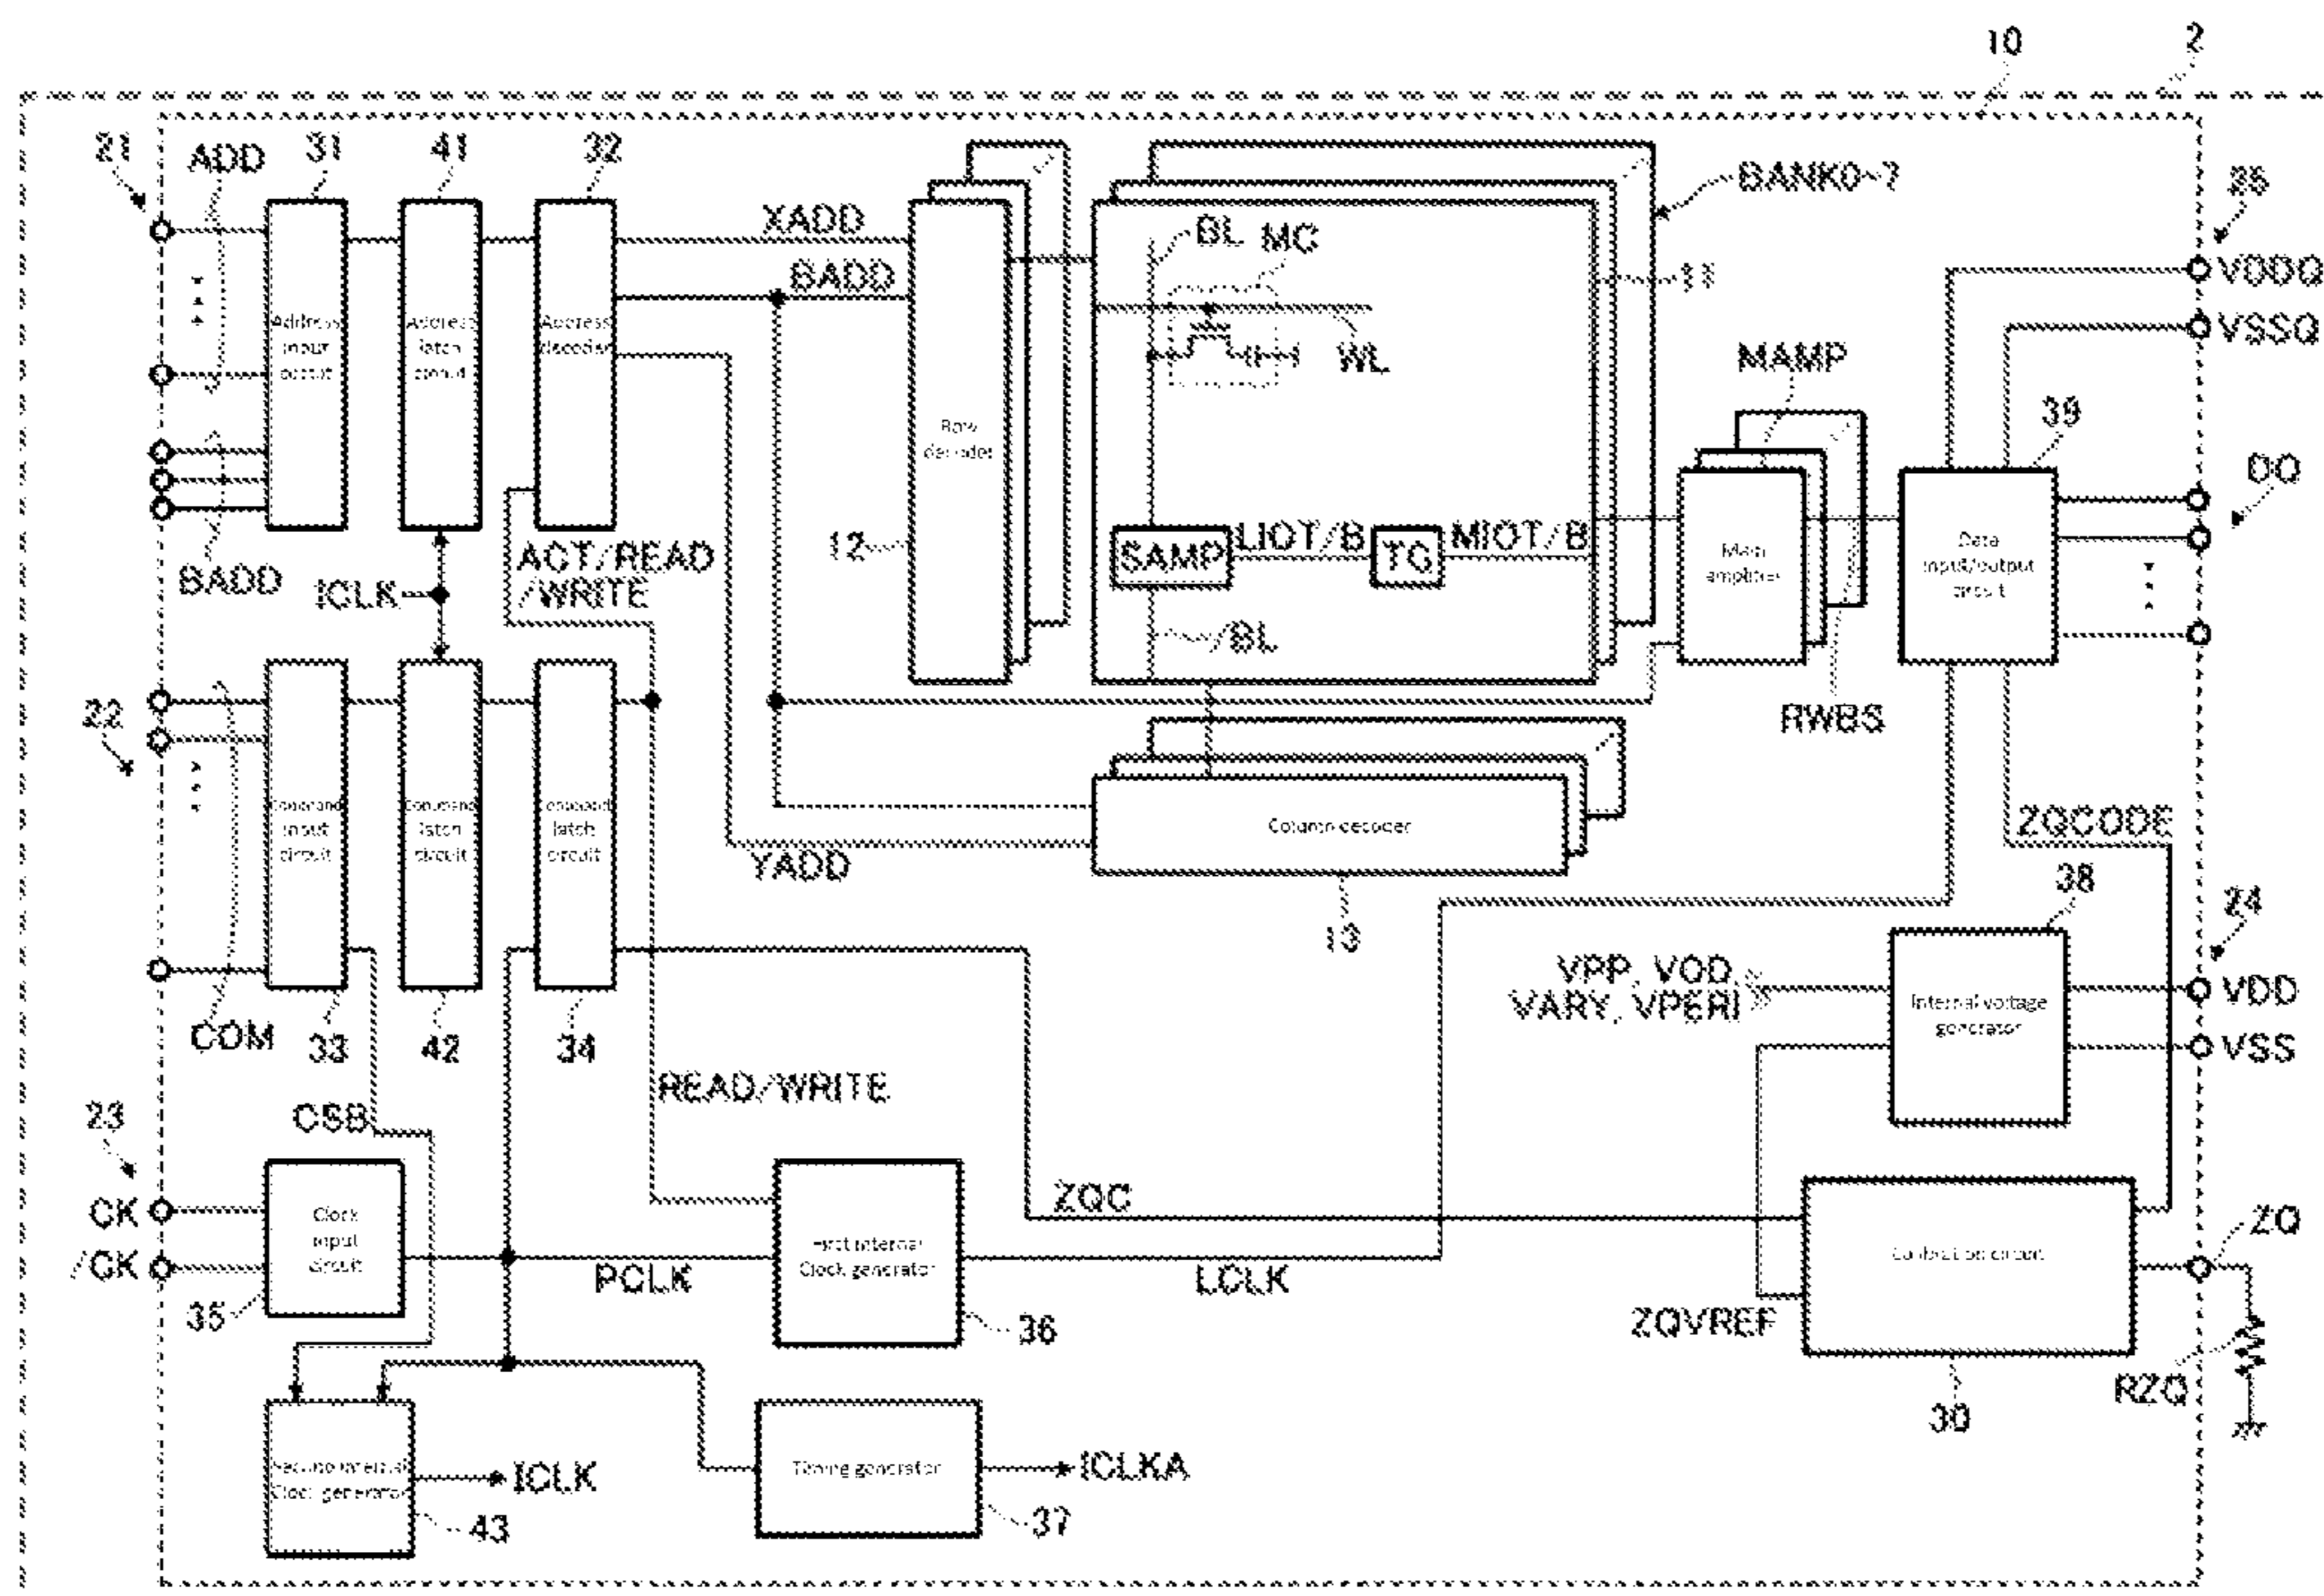 10
2
21
ADD
31
41
32
XADD
BADD
BL
MC
BANK0~7
11
25
VDDQ
VSSQ
Address
input
circuit
Address
latch
circuit
Address
decoder
Row
decoder
WL
MAMP
39
DQ
12
ACT/READ
/WRITE
SAMP
LIOT/B
TG
MIOT/B
Main
amplifier
Data
input/output
circuit
BADD
ICLK
/BL
RWBS
22
Command
input
circuit
Command
latch
circuit
Command
latch
circuit
YADD
Column decoder
13
ZQCODE
38
24
COM
33
42
34
VPP, VOD,
VARY, VPERI
Internal voltage
generator
VDD
VSS
READ/WRITE
CSB
23
CK
/CK
Clock
input
circuit
35
PCLK
First internal
Clock generator
36
ZQC
LCLK
ZQVREF
Calibration circuit
30
ZQ
RZQ
Second internal
Clock generator
43
ICLK
Timing generator
37
ICLKA